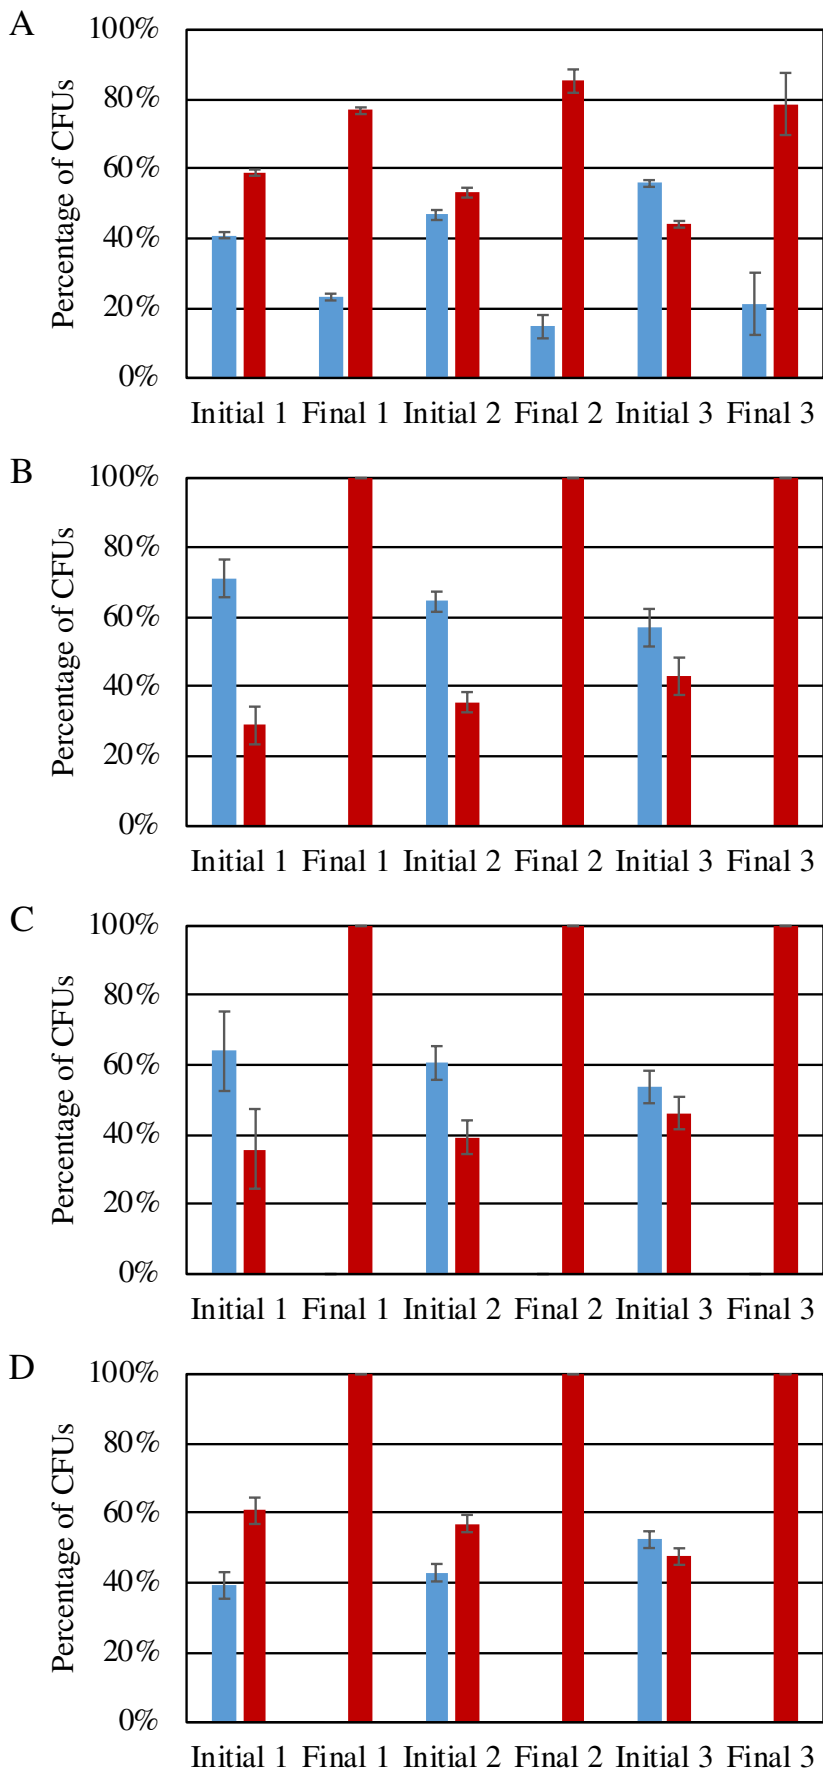 A
Percentage of CFUs
100%
80%
60%
40%
20%
0%
Initial 1 Final 1 Initial 2 Final 2 Initial 3 Final 3
B
Percentage of CFUs
100%
80%
60%
40%
20%
0%
Initial 1 Final 1 Initial 2 Final 2 Initial 3 Final 3
C
Percentage of CFUs
100%
80%
60%
40%
20%
0%
Initial 1 Final 1 Initial 2 Final 2 Initial 3 Final 3
D
Percentage of CFUs
100%
80%
60%
40%
20%
0%
Initial 1 Final 1 Initial 2 Final 2 Initial 3 Final 3